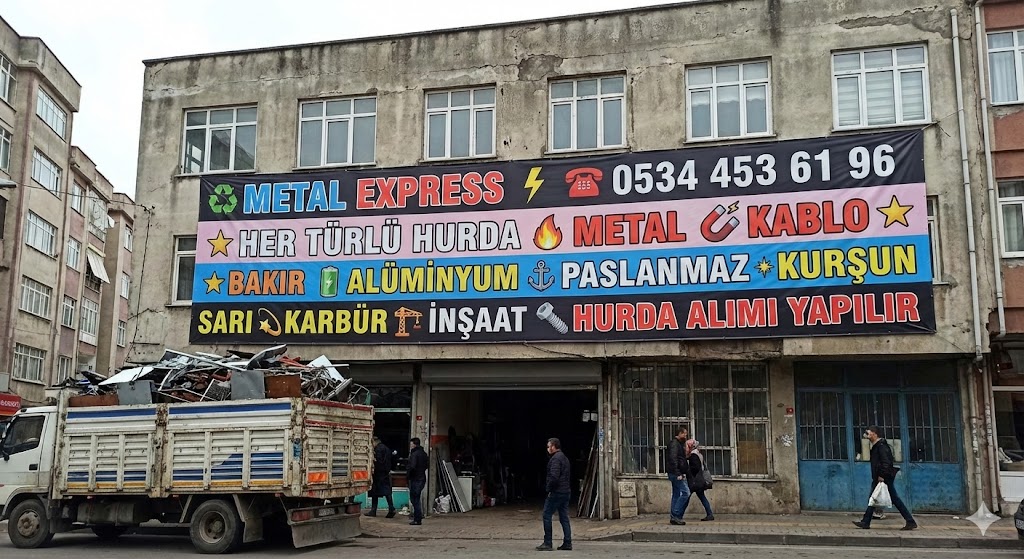 METAL EXPRESS 0534 453 61 96
HER TÜRLÜ HURDA METAL KABLO
BAKIR ALÜMİNYUM PASLANMAZ KURŞUN
SARI KARBÜR İNŞAAT HURDA ALIMI YAPILIR